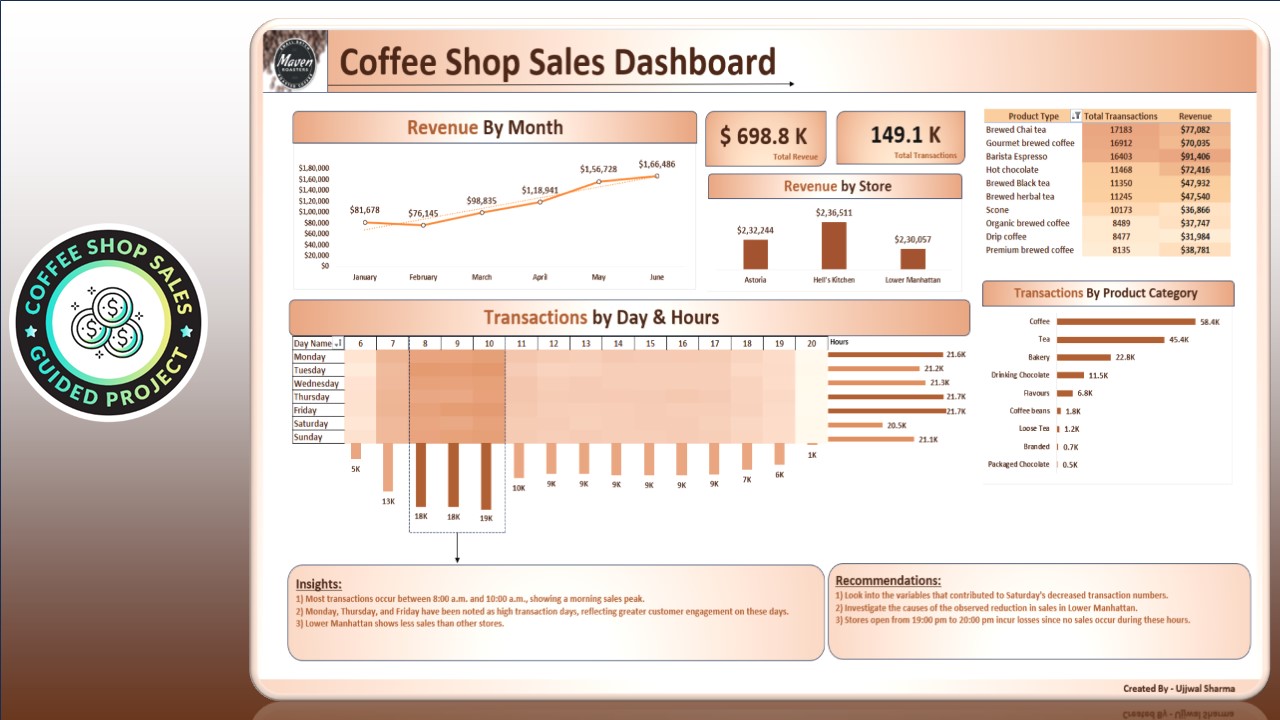 COFFEE SHOP SALES
GUIDED PROJECT
Maven
ROASTERS
Coffee Shop Sales Dashboard
Revenue By Month
$1,80,000
$1,60,000
$1,40,000
$1,20,000
$1,00,000
$80,000
$60,000
$40,000
$20,000
$0
$81,678
$76,145
$98,835
$1,18,941
$1,56,728
$1,66,486
January February March April May June
$ 698.8 K
Total Reveue
149.1 K
Total Transactions
Revenue by Store
$2,32,244
$2,36,511
$2,30,057
Astoria Hell's Kitchen Lower Manhattan
Product Type Total Traansactions Revenue
Brewed Chai tea 17183 $77,082
Gourmet brewed coffee 16912 $70,035
Barista Espresso 16403 $91,406
Hot chocolate 11468 $72,416
Brewed Black tea 11350 $47,932
Brewed herbal tea 11245 $47,540
Scone 10173 $36,866
Organic brewed coffee 8489 $37,747
Drip coffee 8477 $31,984
Premium brewed coffee 8135 $38,781
Transactions By Product Category
Coffee 58.4K
Tea 45.4K
Bakery 22.8K
Drinking Chocolate 11.5K
Flavours 6.8K
Coffee beans 1.8K
Loose Tea 1.2K
Branded 0.7K
Packaged Chocolate 0.5K
Transactions by Day & Hours
Day Name 6 7 8 9 10 11 12 13 14 15 16 17 18 19 20 Hours
Monday 21.6K
Tuesday 21.2K
Wednesday 21.3K
Thursday 21.7K
Friday 21.7K
Saturday 20.5K
Sunday 21.1K
5K 13K 18K 18K 19K 10K 9K 9K 9K 9K 9K 9K 7K 6K 1K
Insights:
1) Most transactions occur between 8:00 a.m. and 10:00 a.m., showing a morning sales peak.
2) Monday, Thursday, and Friday have been noted as high transaction days, reflecting greater customer engagement on these days.
3) Lower Manhattan shows less sales than other stores.
Recommendations:
1) Look into the variables that contributed to Saturday's decreased transaction numbers.
2) Investigate the causes of the observed reduction in sales in Lower Manhattan.
3) Stores open from 19:00 pm to 20:00 pm incur losses since no sales occur during these hours.
Created By - Ujjwal Sharma